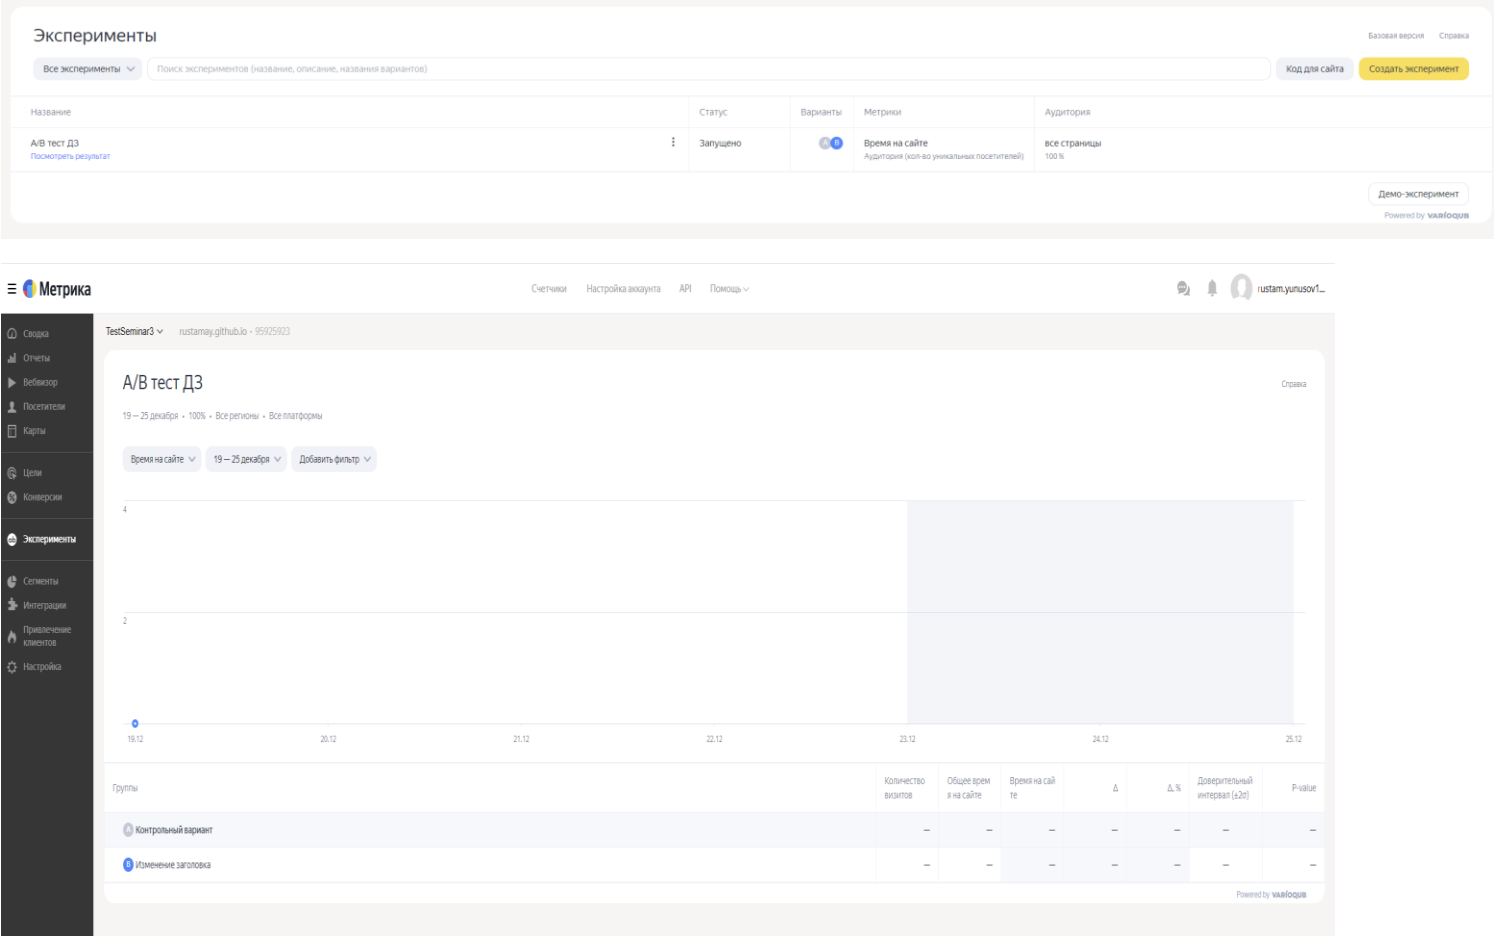 Эксперименты
Базовая версия Справка
Все эксперименты Поиск экспериментов (название, описание, названия вариантов) Код для сайта Создать эксперимент
Название Статус Варианты Метрики Аудитория
А/В тест ДЗ Запущено A B Время на сайте все страницы
Посмотреть результат Аудитория (кол-во уникальных посетителей) 100 %
Демо-эксперимент
Powered by VARIOQUB
Метрика Счетчики Настройка аккаунта API Помощь rustam.yunusov1...
TestSeminar3 rustamay.github.io • 95925923
Сводка
Отчеты
Вебвизор
Посетители
Карты
Цели
Конверсии
Эксперименты
Сегменты
Интеграции
Привлечение
клиентов
Настройка
А/В тест ДЗ
Справка
19 — 25 декабря • 100% • Все регионы • Все платформы
Время на сайте 19 — 25 декабря Добавить фильтр
4
2
19.12 20.12 21.12 22.12 23.12 24.12 25.12
Группы Количество Общее врем Время на сай Δ Δ, % Доверительный P-value
визитов я на сайте те интервал (±2σ)
A Контрольный вариант — — — — — — —
B Изменение заголовка — — — — — — —
Powered by VARIOQUB